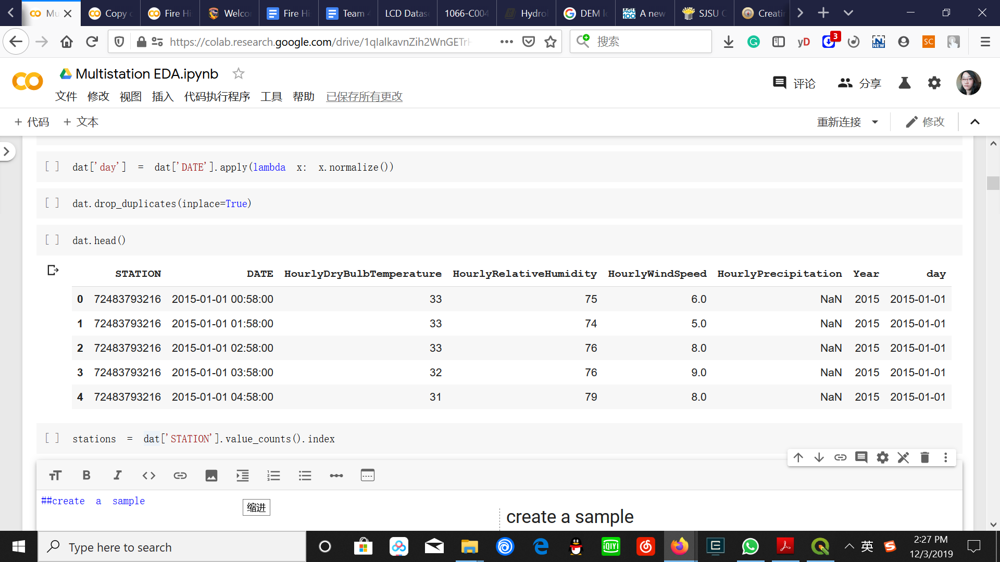 Mu
Copy
Fire Hi
Welco
Fire Hi
Team
LCD Datas
1066-C004
Hydro
DEM l
A new
SJSU C
Creatin
https://colab.research.google.com/drive/1qlalkavnZih2WnGETrH
搜索
yD
3
NEW
SC
Multistation EDA.ipynb
评论
分享
文件 修改 视图 插入 代码执行程序 工具 帮助 已保存所有更改
+ 代码 + 文本
重新连接
修改
[ ] dat['day'] = dat['DATE'].apply(lambda x: x.normalize())
[ ] dat.drop_duplicates(inplace=True)
[ ] dat.head()
STATION DATE HourlyDryBulbTemperature HourlyRelativeHumidity HourlyWindSpeed HourlyPrecipitation Year day
0 72483793216 2015-01-01 00:58:00 33 75 6.0 NaN 2015 2015-01-01
1 72483793216 2015-01-01 01:58:00 33 74 5.0 NaN 2015 2015-01-01
2 72483793216 2015-01-01 02:58:00 33 76 8.0 NaN 2015 2015-01-01
3 72483793216 2015-01-01 03:58:00 32 76 9.0 NaN 2015 2015-01-01
4 72483793216 2015-01-01 04:58:00 31 79 8.0 NaN 2015 2015-01-01
[ ] stations = dat['STATION'].value_counts().index
##create a sample
缩进
create a sample
Type here to search
iQIYI
英
2:27 PM
12/3/2019